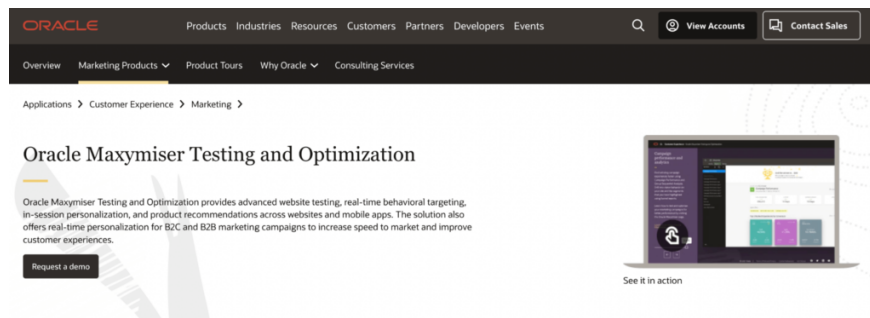 ORACLE
Products Industries Resources Customers Partners Developers Events
View Accounts
Contact Sales
Overview Marketing Products Product Tours Why Oracle Consulting Services
Applications Customer Experience Marketing
Oracle Maxymiser Testing and Optimization
Oracle Maxymiser Testing and Optimization provides advanced website testing, real-time behavioral targeting,
in-session personalization, and product recommendations across websites and mobile apps. The solution also
offers real-time personalization for B2C and B2B marketing campaigns to increase speed to market and improve
customer experiences.
Request a demo
See it in action